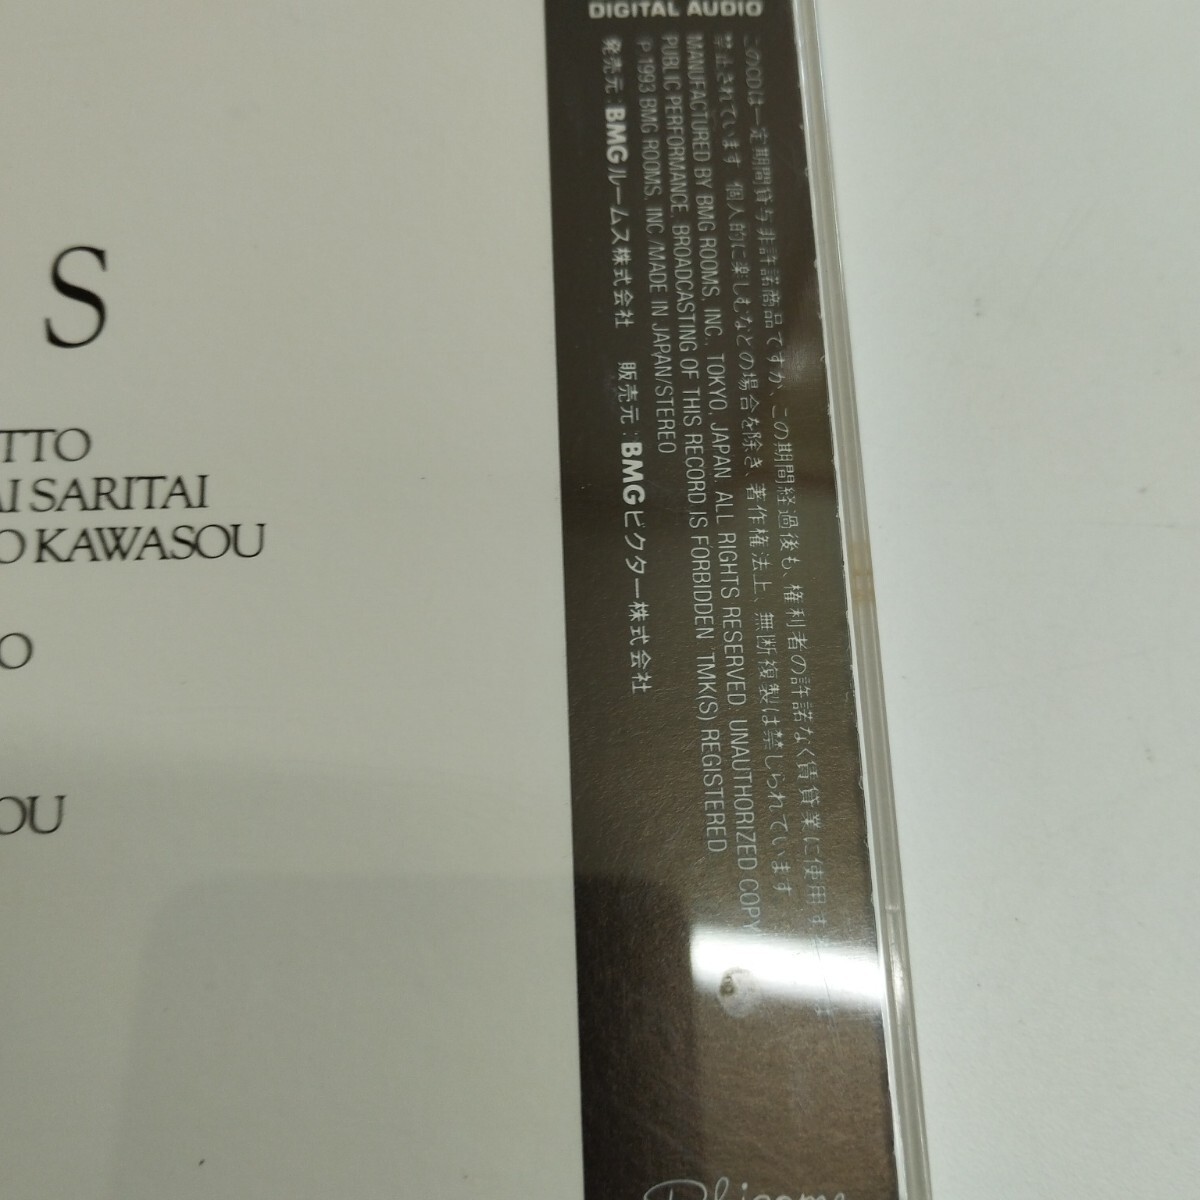 S
TTO
AI SARITAI
O KAWASOU
O
OU
DIGITAL AUDIO
このCDは一定期間貸与非許諾商品ですが、この期間経過後も、権利者の許諾なく賃貸業に使用す
禁止されています。個人的に楽しむなどの場合を除き、著作権法上、無断複製は禁じられています。
MANUFACTURED BY BMG ROOMS, INC., TOKYO, JAPAN. ALL RIGHTS RESERVED. UNAUTHORIZED COPY
PUBLIC PERFORMANCE, BROADCASTING OF THIS RECORD IS FORBIDDEN. TMK(S) REGISTERED
℗ 1993 BMG ROOMS, INC./MADE IN JAPAN/STEREO
発売元：BMGルームス株式会社 販売元：BMGビクター株式会社